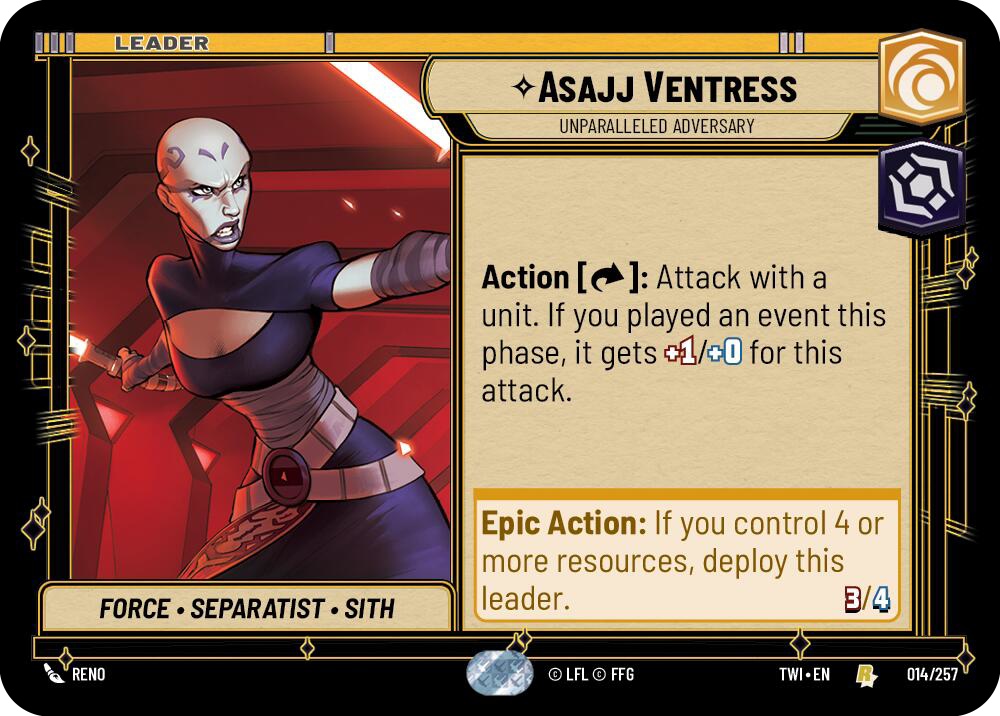 LEADER
ASAJJ VENTRESS
UNPARALLELED ADVERSARY
Action [ ]: Attack with a
unit. If you played an event this
phase, it gets +1/+0 for this
attack.
Epic Action: If you control 4 or
more resources, deploy this
leader.
3/4
FORCE • SEPARATIST • SITH
RENO
© LFL © FFG
TWI • EN
R
014/257